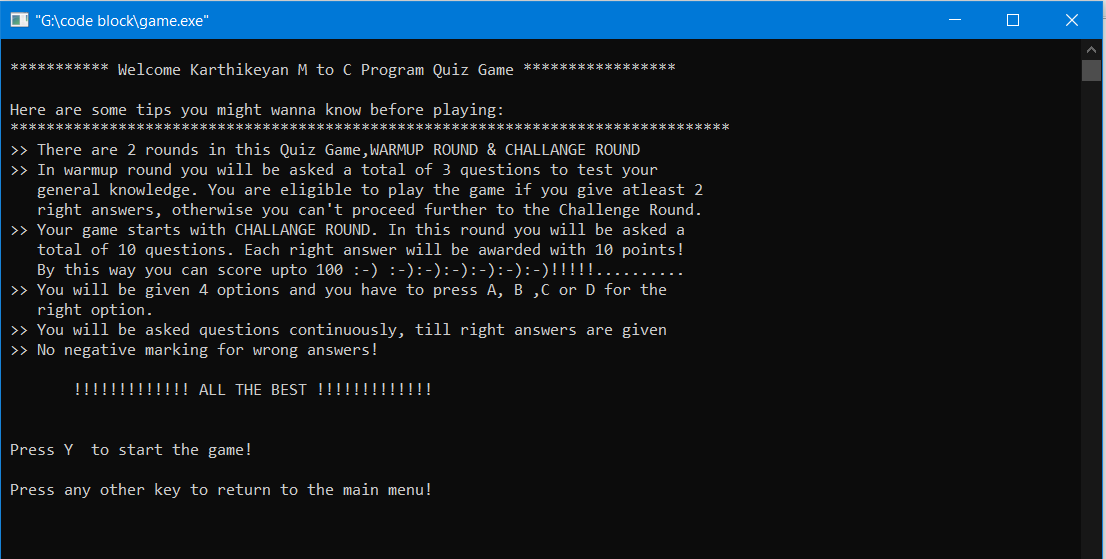 "G:\code block\game.exe"
*********** Welcome Karthikeyan M to C Program Quiz Game *****************
Here are some tips you might wanna know before playing:
********************************************************************************
>> There are 2 rounds in this Quiz Game,WARMUP ROUND & CHALLANGE ROUND
>> In warmup round you will be asked a total of 3 questions to test your
   general knowledge. You are eligible to play the game if you give atleast 2
   right answers, otherwise you can't proceed further to the Challenge Round.
>> Your game starts with CHALLANGE ROUND. In this round you will be asked a
   total of 10 questions. Each right answer will be awarded with 10 points!
   By this way you can score upto 100 :-) :-):-):-):-):-):-)!!!!!..........
>> You will be given 4 options and you have to press A, B ,C or D for the
   right option.
>> You will be asked questions continuously, till right answers are given
>> No negative marking for wrong answers!
       !!!!!!!!!!!!! ALL THE BEST !!!!!!!!!!!!!
Press Y  to start the game!
Press any other key to return to the main menu!